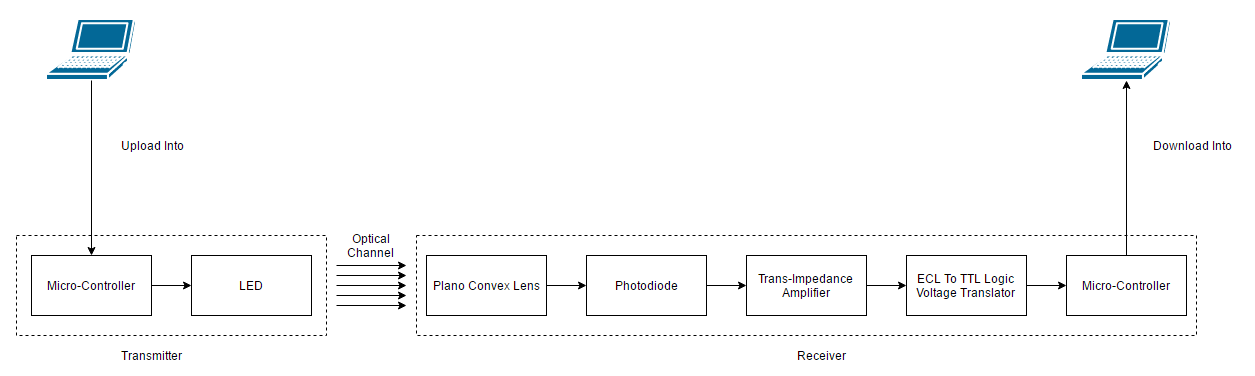 Upload Into
Download Into
Optical
Channel
Micro-Controller
LED
Plano Convex Lens
Photodiode
Trans-Impedance
Amplifier
ECL To TTL Logic
Voltage Translator
Micro-Controller
Transmitter
Receiver